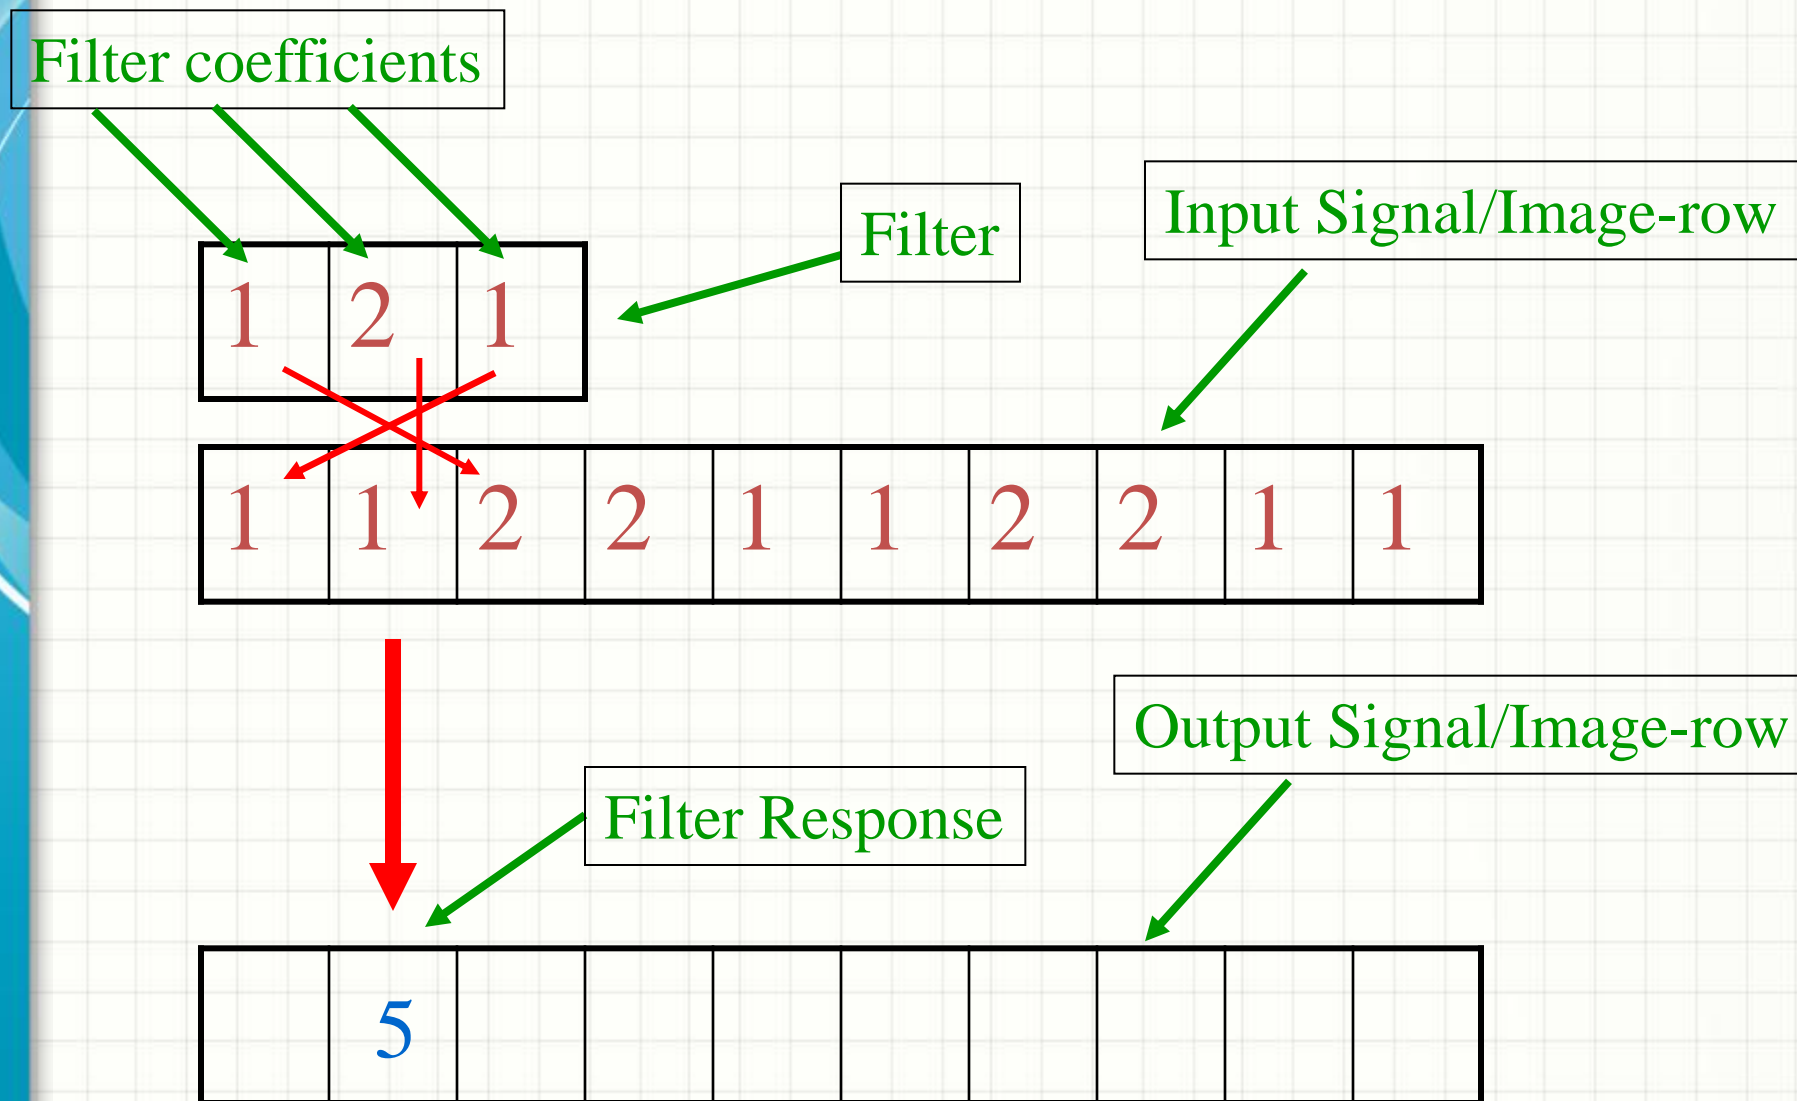 Filter coefficients
Filter
Input Signal/Image-row
1 2 1
1 1 2 2 1 1 2 2 1 1
Output Signal/Image-row
Filter Response
5